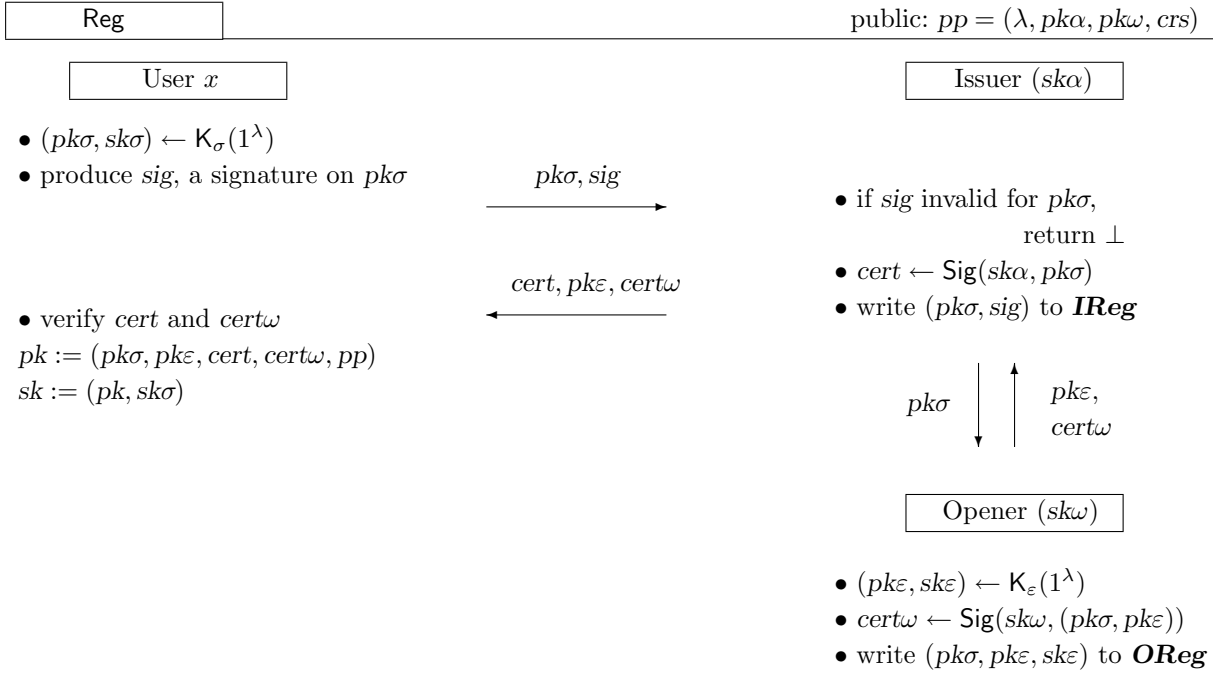 Reg public: pp = (λ, pkα, pkω, crs)
User x
Issuer (skα)
• (pkσ, skσ) ← K_σ(1^λ)
• produce sig, a signature on pkσ
pkσ, sig
• if sig invalid for pkσ,
return ⊥
• cert ← Sig(skα, pkσ)
• write (pkσ, sig) to IReg
cert, pkε, certω
• verify cert and certω
pk := (pkσ, pkε, cert, certω, pp)
sk := (pk, skσ)
pkσ
pkε,
certω
Opener (skω)
• (pkε, skε) ← K_ε(1^λ)
• certω ← Sig(skω, (pkσ, pkε))
• write (pkσ, pkε, skε) to OReg